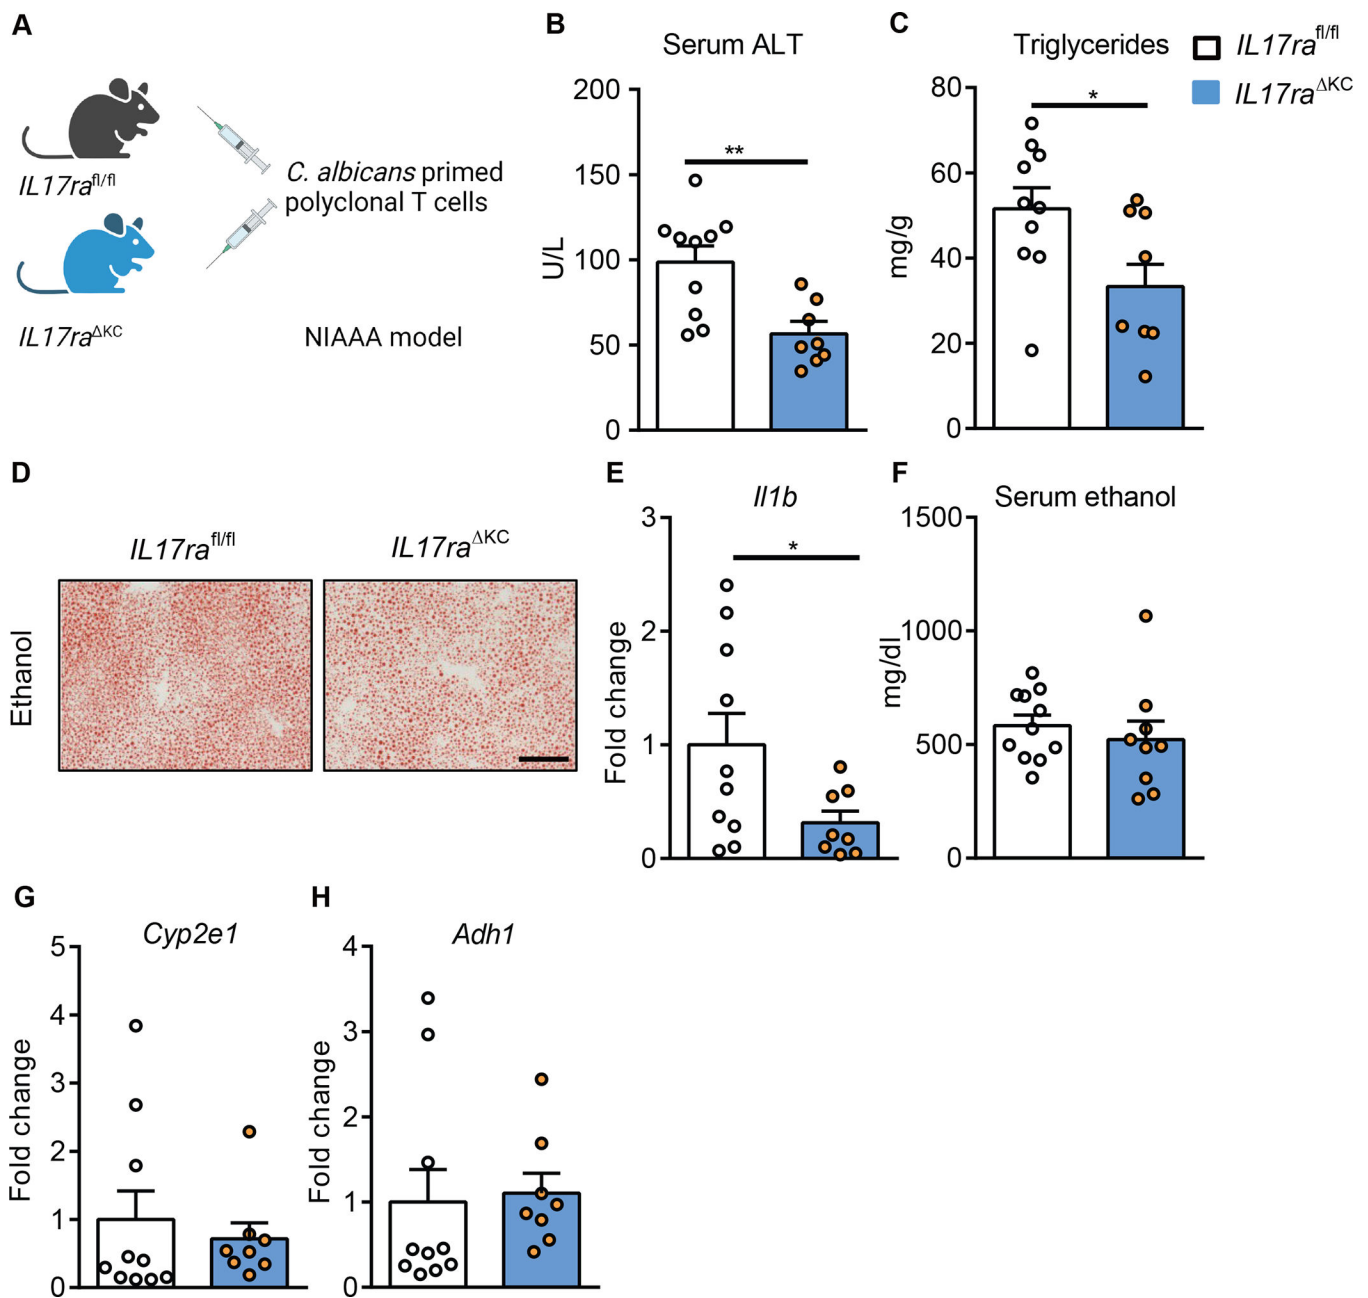 A
IL17ra fl/fl
C. albicans primed
polyclonal T cells
IL17ra ΔKC
NIAAA model
B
Serum ALT
U/L
200
150
100
50
0
**
C
Triglycerides
mg/g
80
60
40
20
0
*
IL17ra fl/fl
IL17ra ΔKC
D
IL17ra fl/fl
IL17ra ΔKC
Ethanol
E
Il1b
Fold change
3
2
1
0
*
F
Serum ethanol
mg/dl
1500
1000
500
0
G
Cyp2e1
Fold change
5
4
3
2
1
0
H
Adh1
Fold change
4
3
2
1
0